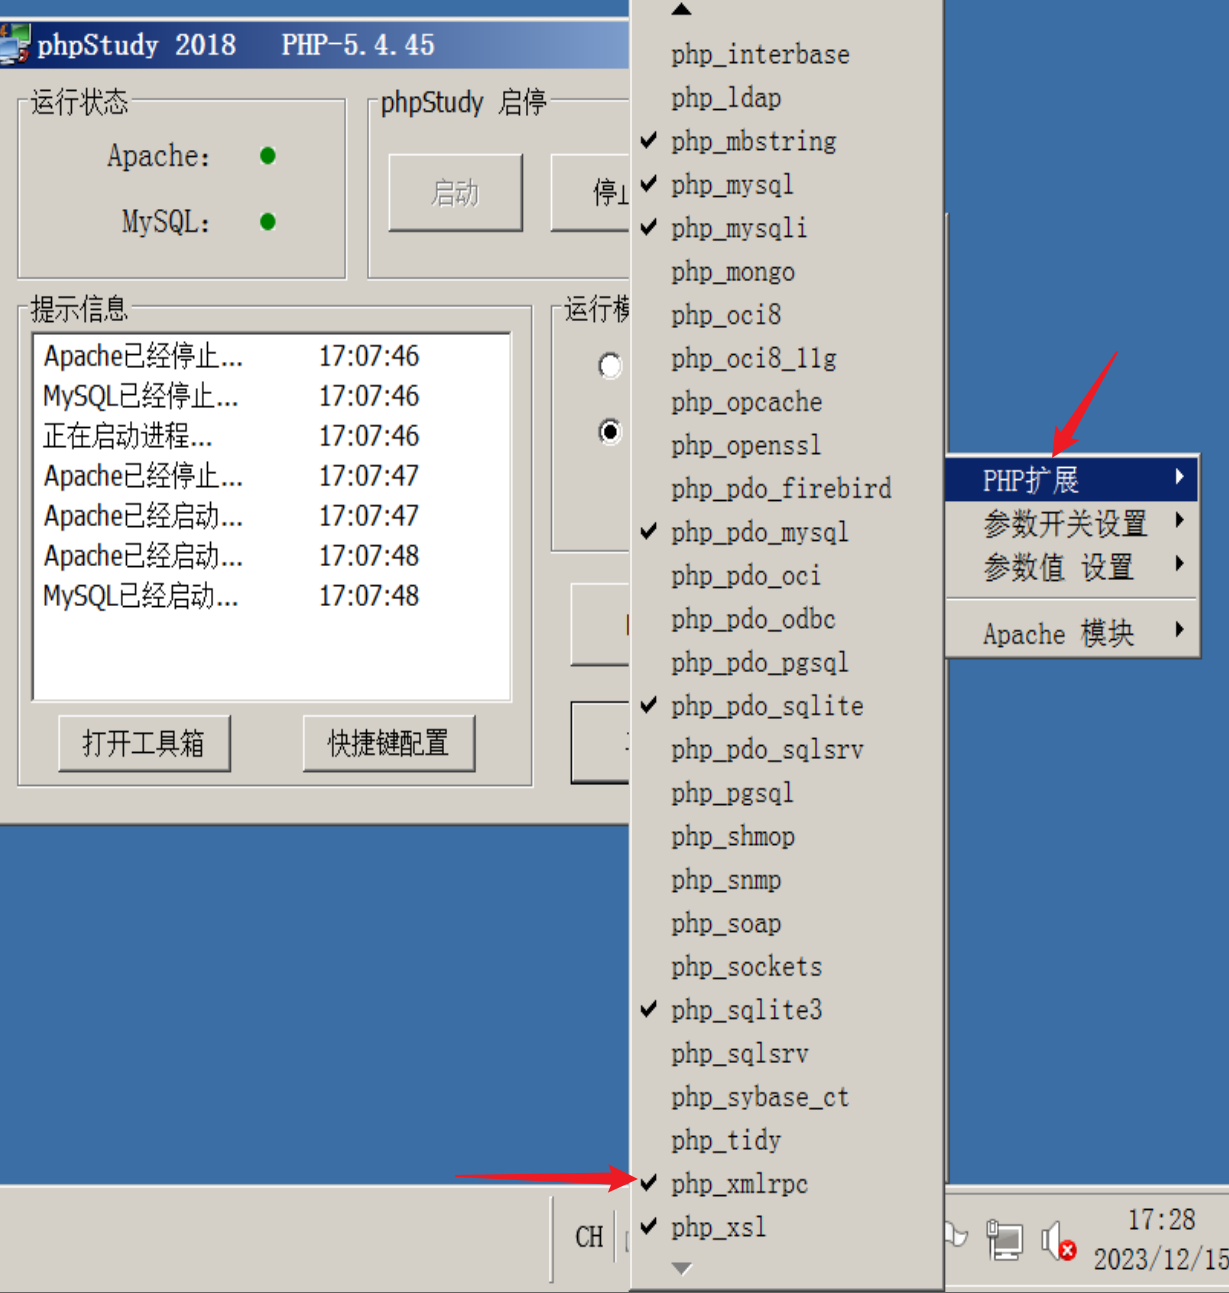 phpStudy 2018 PHP-5.4.45
运行状态
Apache:
MySQL:
phpStudy 启停
启动
提示信息
Apache已经停止... 17:07:46
MySQL已经停止... 17:07:46
正在启动进程... 17:07:46
Apache已经停止... 17:07:47
Apache已经启动... 17:07:47
Apache已经启动... 17:07:48
MySQL已经启动... 17:07:48
打开工具箱
快捷键配置
运行模
php_interbase
php_ldap
php_mbstring
php_mysql
php_mysqli
php_mongo
php_oci8
php_oci8_11g
php_opcache
php_openssl
php_pdo_firebird
php_pdo_mysql
php_pdo_oci
php_pdo_odbc
php_pdo_pgsql
php_pdo_sqlite
php_pdo_sqlsrv
php_pgsql
php_shmop
php_snmp
php_soap
php_sockets
php_sqlite3
php_sqlsrv
php_sybase_ct
php_tidy
php_xmlrpc
php_xsl
PHP扩展
参数开关设置
参数值 设置
Apache 模块
CH
17:28
2023/12/15